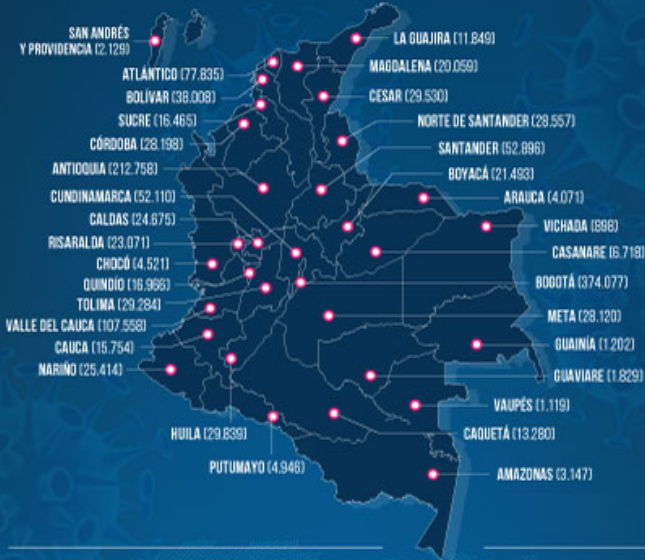 SAN ANDRÉS
Y PROVIDENCIA (2.129)
ATLÁNTICO (77.835)
BOLÍVAR (38.008)
SUCRE (16.465)
CÓRDOBA (28.198)
ANTIOQUIA (212.758)
CUNDINAMARCA (52.110)
CALDAS (24.675)
RISARALDA (23.071)
CHOCÓ (4.521)
QUINDÍO (16.966)
TOLIMA (29.284)
VALLE DEL CAUCA (107.558)
CAUCA (15.754)
NARIÑO (25.414)
HUILA (29.839)
PUTUMAYO (4.946)
LA GUAJIRA (11.849)
MAGDALENA (20.059)
CESAR (29.530)
NORTE DE SANTANDER (28.557)
SANTANDER (52.896)
BOYACÁ (21.493)
ARAUCA (4.071)
VICHADA (898)
CASANARE (6.718)
BOGOTÁ (374.077)
META (28.120)
GUAINÍA (1.202)
GUAVIARE (1.829)
VAUPÉS (1.119)
CAQUETÁ (13.280)
AMAZONAS (3.147)